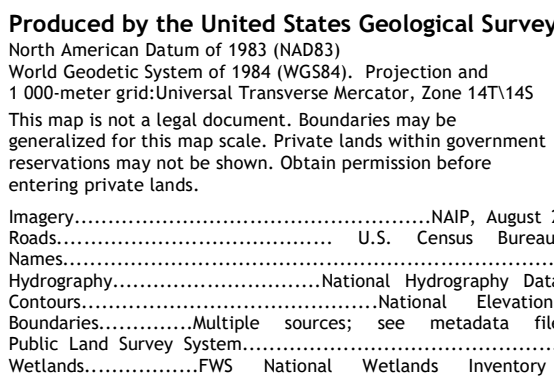 Produced by the United States Geological Survey
North American Datum of 1983 (NAD83)
World Geodetic System of 1984 (WGS84). Projection and
1 000-meter grid:Universal Transverse Mercator, Zone 14T\14S
This map is not a legal document. Boundaries may be
generalized for this map scale. Private lands within government
reservations may not be shown. Obtain permission before
entering private lands.
Imagery....................................................NAIP, August
Roads......................................... U.S. Census Bureau
Names........................................................................
Hydrography...............................National Hydrography Data
Contours............................................National Elevation
Boundaries..............Multiple sources; see metadata file
Public Land Survey System..............................................
Wetlands.................FWS National Wetlands Inventory